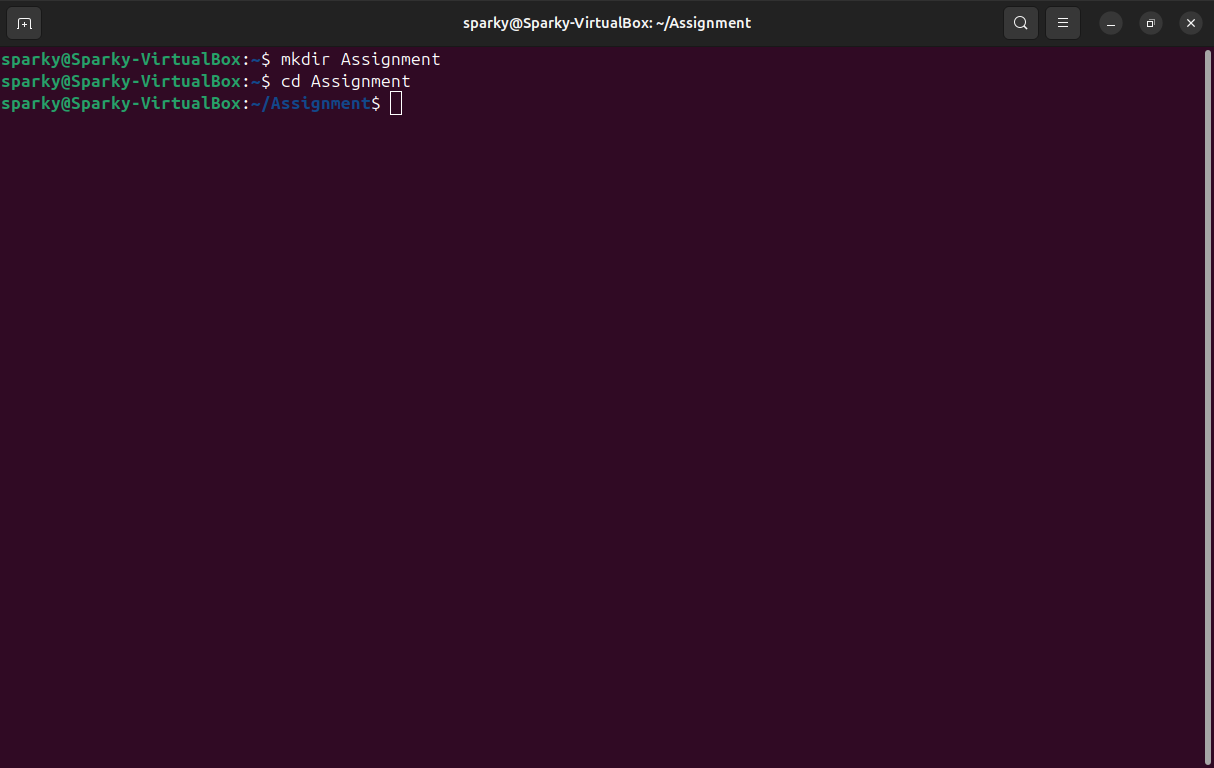 sparky@Sparky-VirtualBox: ~/Assignment
sparky@Sparky-VirtualBox:~$ mkdir Assignment
sparky@Sparky-VirtualBox:~$ cd Assignment
sparky@Sparky-VirtualBox:~/Assignment$